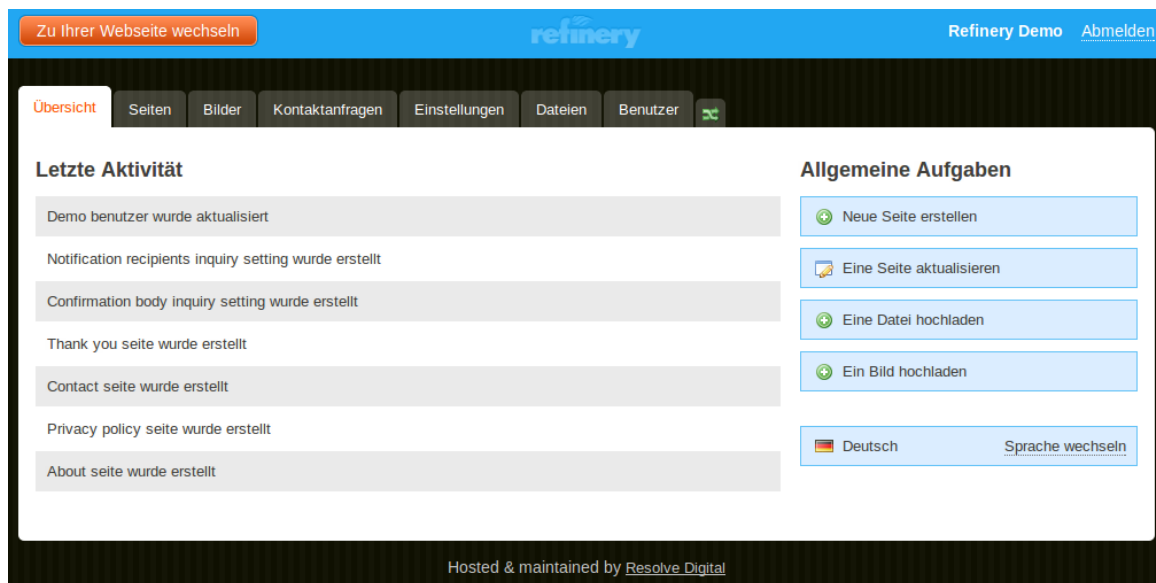 Zu Ihrer Webseite wechseln
refinery
Refinery Demo Abmelden
Übersicht Seiten Bilder Kontaktanfragen Einstellungen Dateien Benutzer
Letzte Aktivität
Demo benutzer wurde aktualisiert
Notification recipients inquiry setting wurde erstellt
Confirmation body inquiry setting wurde erstellt
Thank you seite wurde erstellt
Contact seite wurde erstellt
Privacy policy seite wurde erstellt
About seite wurde erstellt
Allgemeine Aufgaben
Neue Seite erstellen
Eine Seite aktualisieren
Eine Datei hochladen
Ein Bild hochladen
Deutsch Sprache wechseln
Hosted & maintained by Resolve Digital